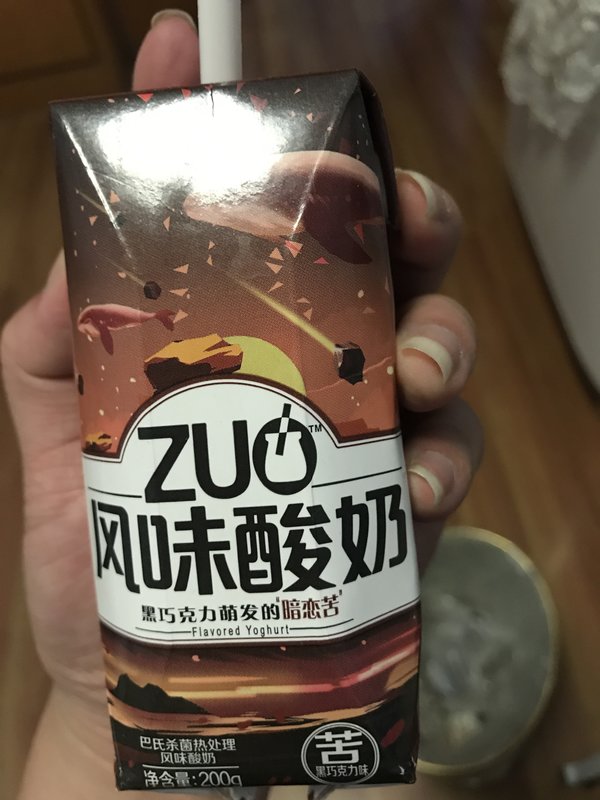 ZUO™
风味酸奶
黑巧克力萌发的“暗恋苦”
Flavored Yoghurt
巴氏杀菌热处理
风味酸奶
净含量:200g
苦
黑巧克力味